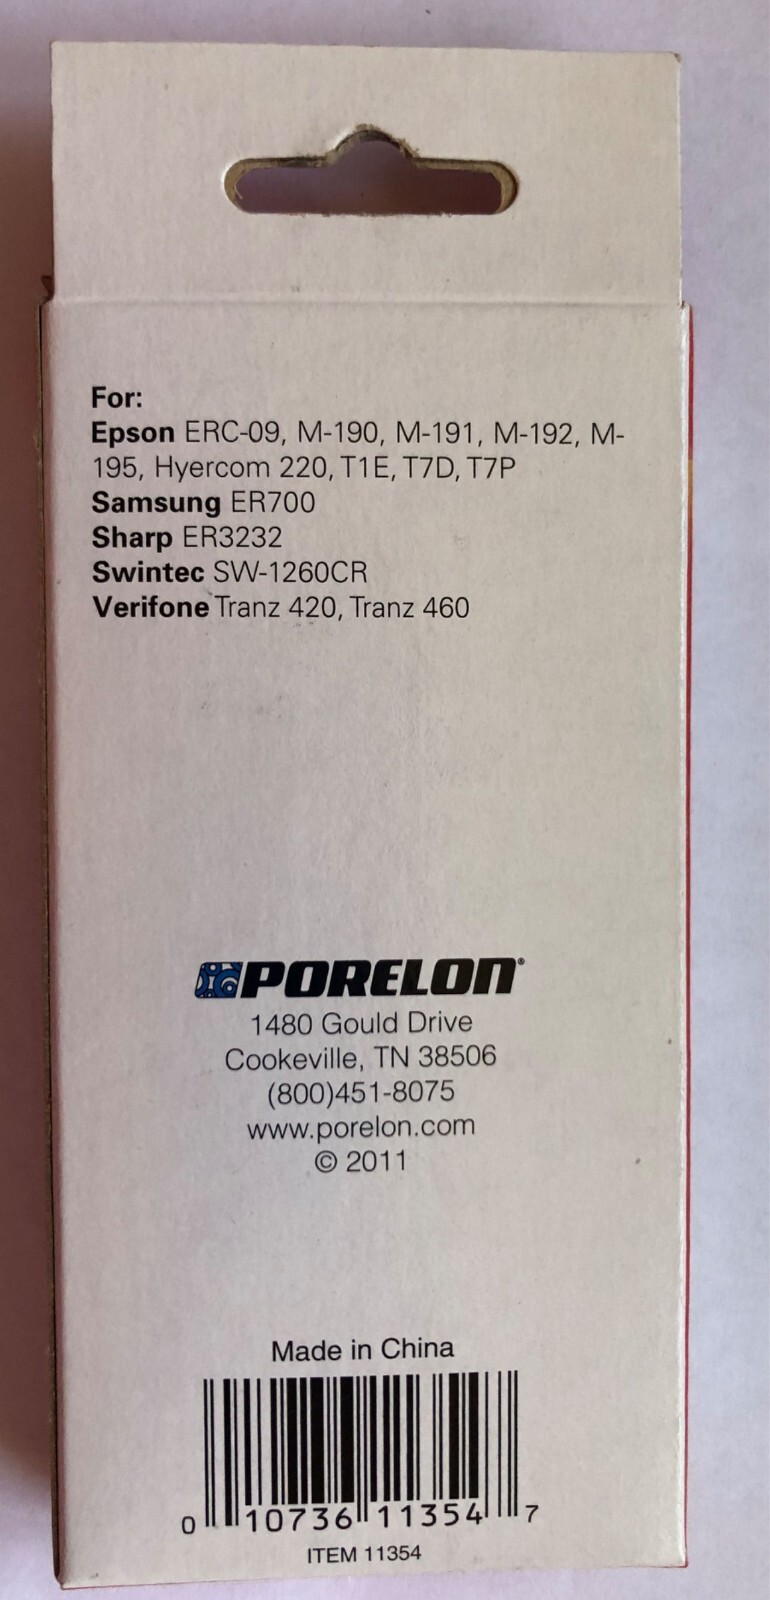 For:
Epson ERC-09, M-190, M-191, M-192, M-
195, Hyercom 220, T1E, T7D, T7P
Samsung ER700
Sharp ER3232
Swintec SW-1260CR
Verifone Tranz 420, Tranz 460
PORELON®
1480 Gould Drive
Cookeville, TN 38506
(800)451-8075
www.porelon.com
© 2011
Made in China
0 10736 11354 7
ITEM 11354